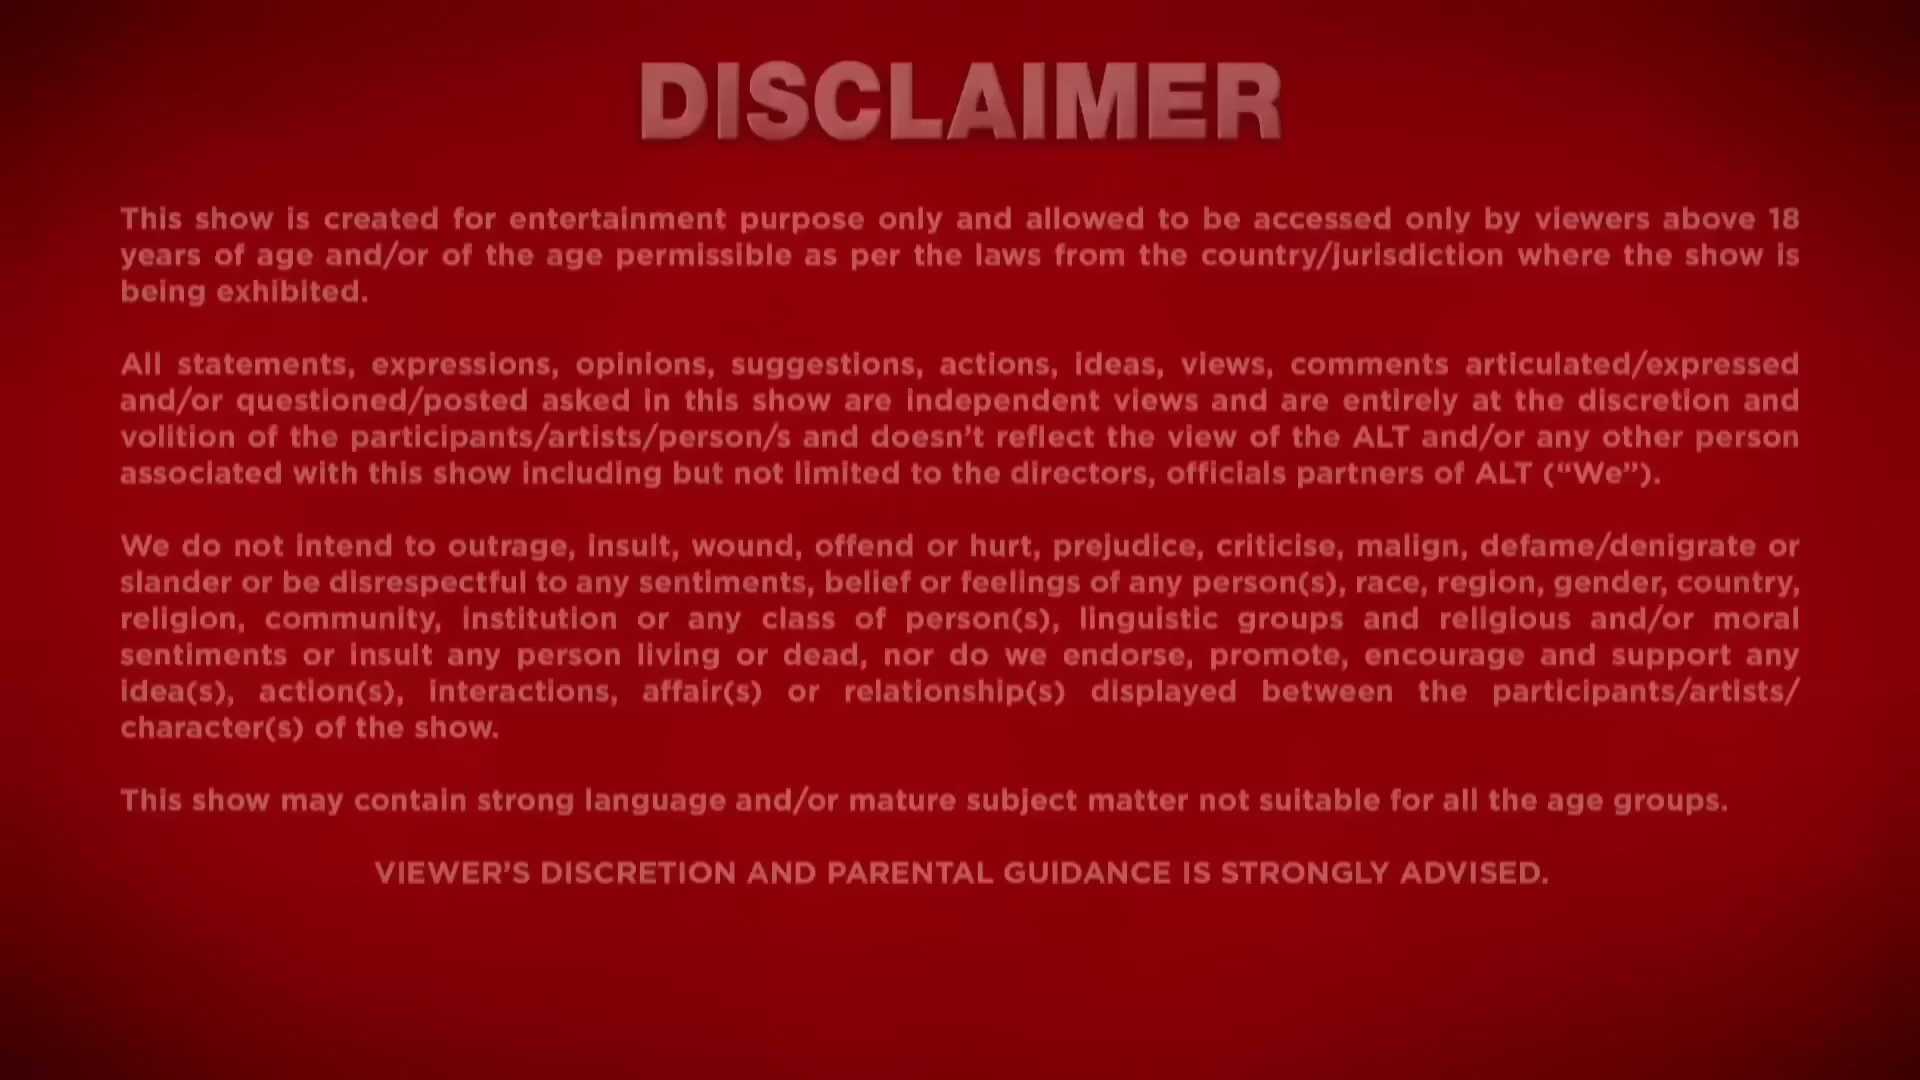 DISCLAIMER
This show is created for entertainment purpose only and allowed to be accessed only by viewers above 18
years of age and/or of the age permissible as per the laws from the country/jurisdiction where the show is
being exhibited.
All statements, expressions, opinions, suggestions, actions, ideas, views, comments articulated/expressed
and/or questioned/posted asked in this show are independent views and are entirely at the discretion and
volition of the participants/artists/person/s and doesn’t reflect the view of the ALT and/or any other person
associated with this show including but not limited to the directors, officials partners of ALT (“We”).
We do not intend to outrage, insult, wound, offend or hurt, prejudice, criticise, malign, defame/denigrate or
slander or be disrespectful to any sentiments, belief or feelings of any person(s), race, region, gender, country,
religion, community, institution or any class of person(s), linguistic groups and religious and/or moral
sentiments or insult any person living or dead, nor do we endorse, promote, encourage and support any
idea(s), action(s), interactions, affair(s) or relationship(s) displayed between the participants/artists/
character(s) of the show.
This show may contain strong language and/or mature subject matter not suitable for all the age groups.
VIEWER’S DISCRETION AND PARENTAL GUIDANCE IS STRONGLY ADVISED.